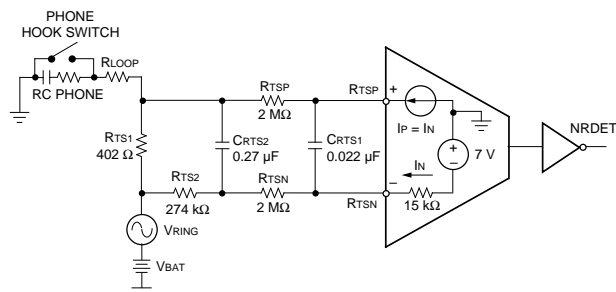 PHONE
HOOK SWITCH
RLOOP
RC PHONE
RTS1
402 Ω
RTS2
274 kΩ
VRING
VBAT
CRTS2
0.27 µF
RTSP
2 MΩ
RTSN
2 MΩ
CRTS1
0.022 µF
RTSP
+
IP = IN
+
–
7 V
IN
–
RTSN
15 kΩ
NRDET